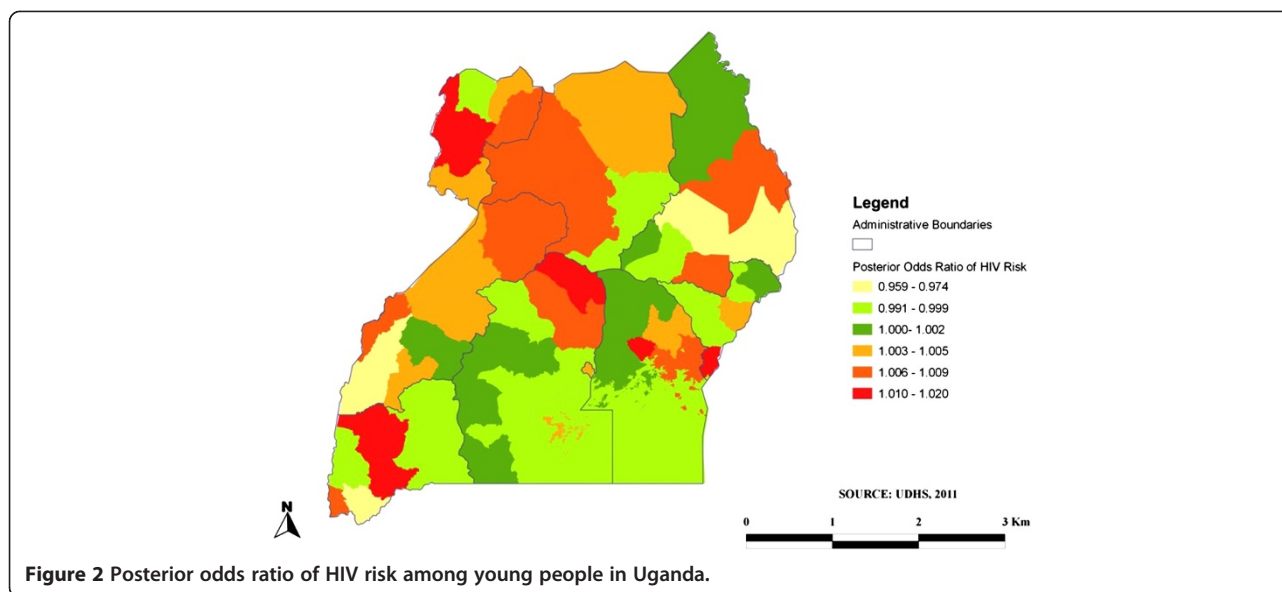 Legend
Administrative Boundaries
Posterior Odds Ratio of HIV Risk
0.959 - 0.974
0.991 - 0.999
1.000- 1.002
1.003 - 1.005
1.006 - 1.009
1.010 - 1.020
N
SOURCE: UDHS, 2011
0 1 2 3 Km
Figure 2 Posterior odds ratio of HIV risk among young people in Uganda.